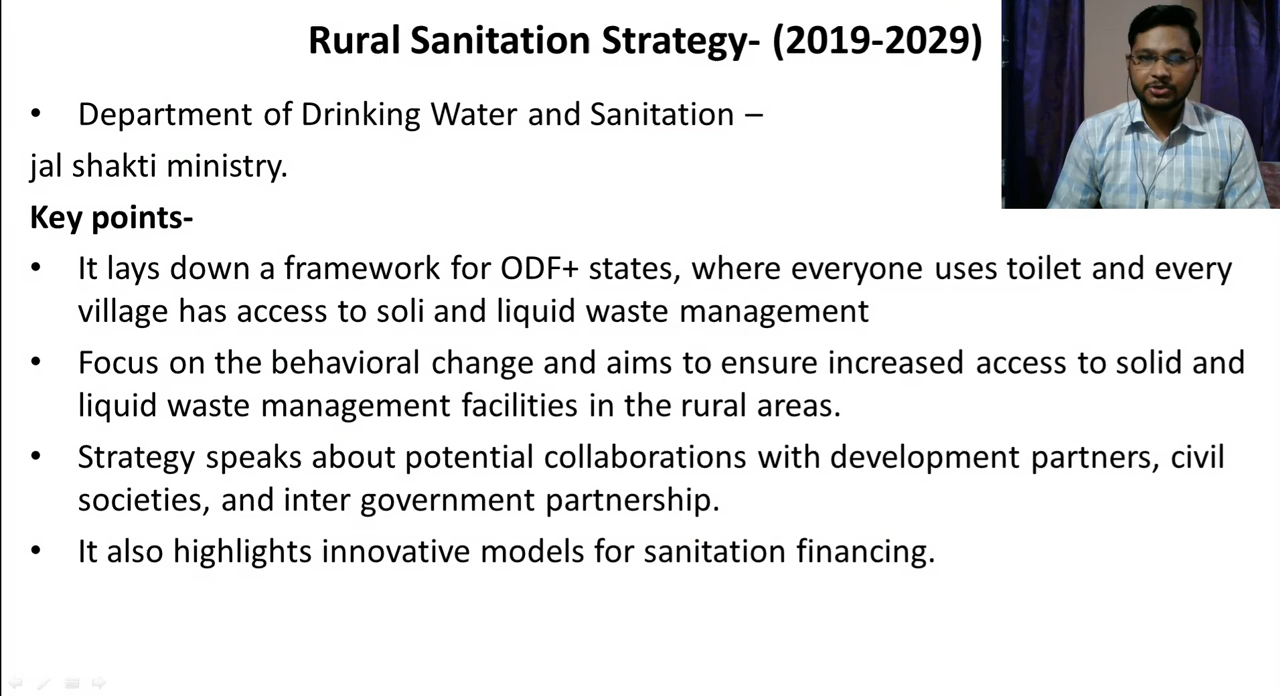 Rural Sanitation Strategy- (2019-2029)
• Department of Drinking Water and Sanitation –
jal shakti ministry.
Key points-
• It lays down a framework for ODF+ states, where everyone uses toilet and every
village has access to soli and liquid waste management
• Focus on the behavioral change and aims to ensure increased access to solid and
liquid waste management facilities in the rural areas.
• Strategy speaks about potential collaborations with development partners, civil
societies, and inter government partnership.
• It also highlights innovative models for sanitation financing.